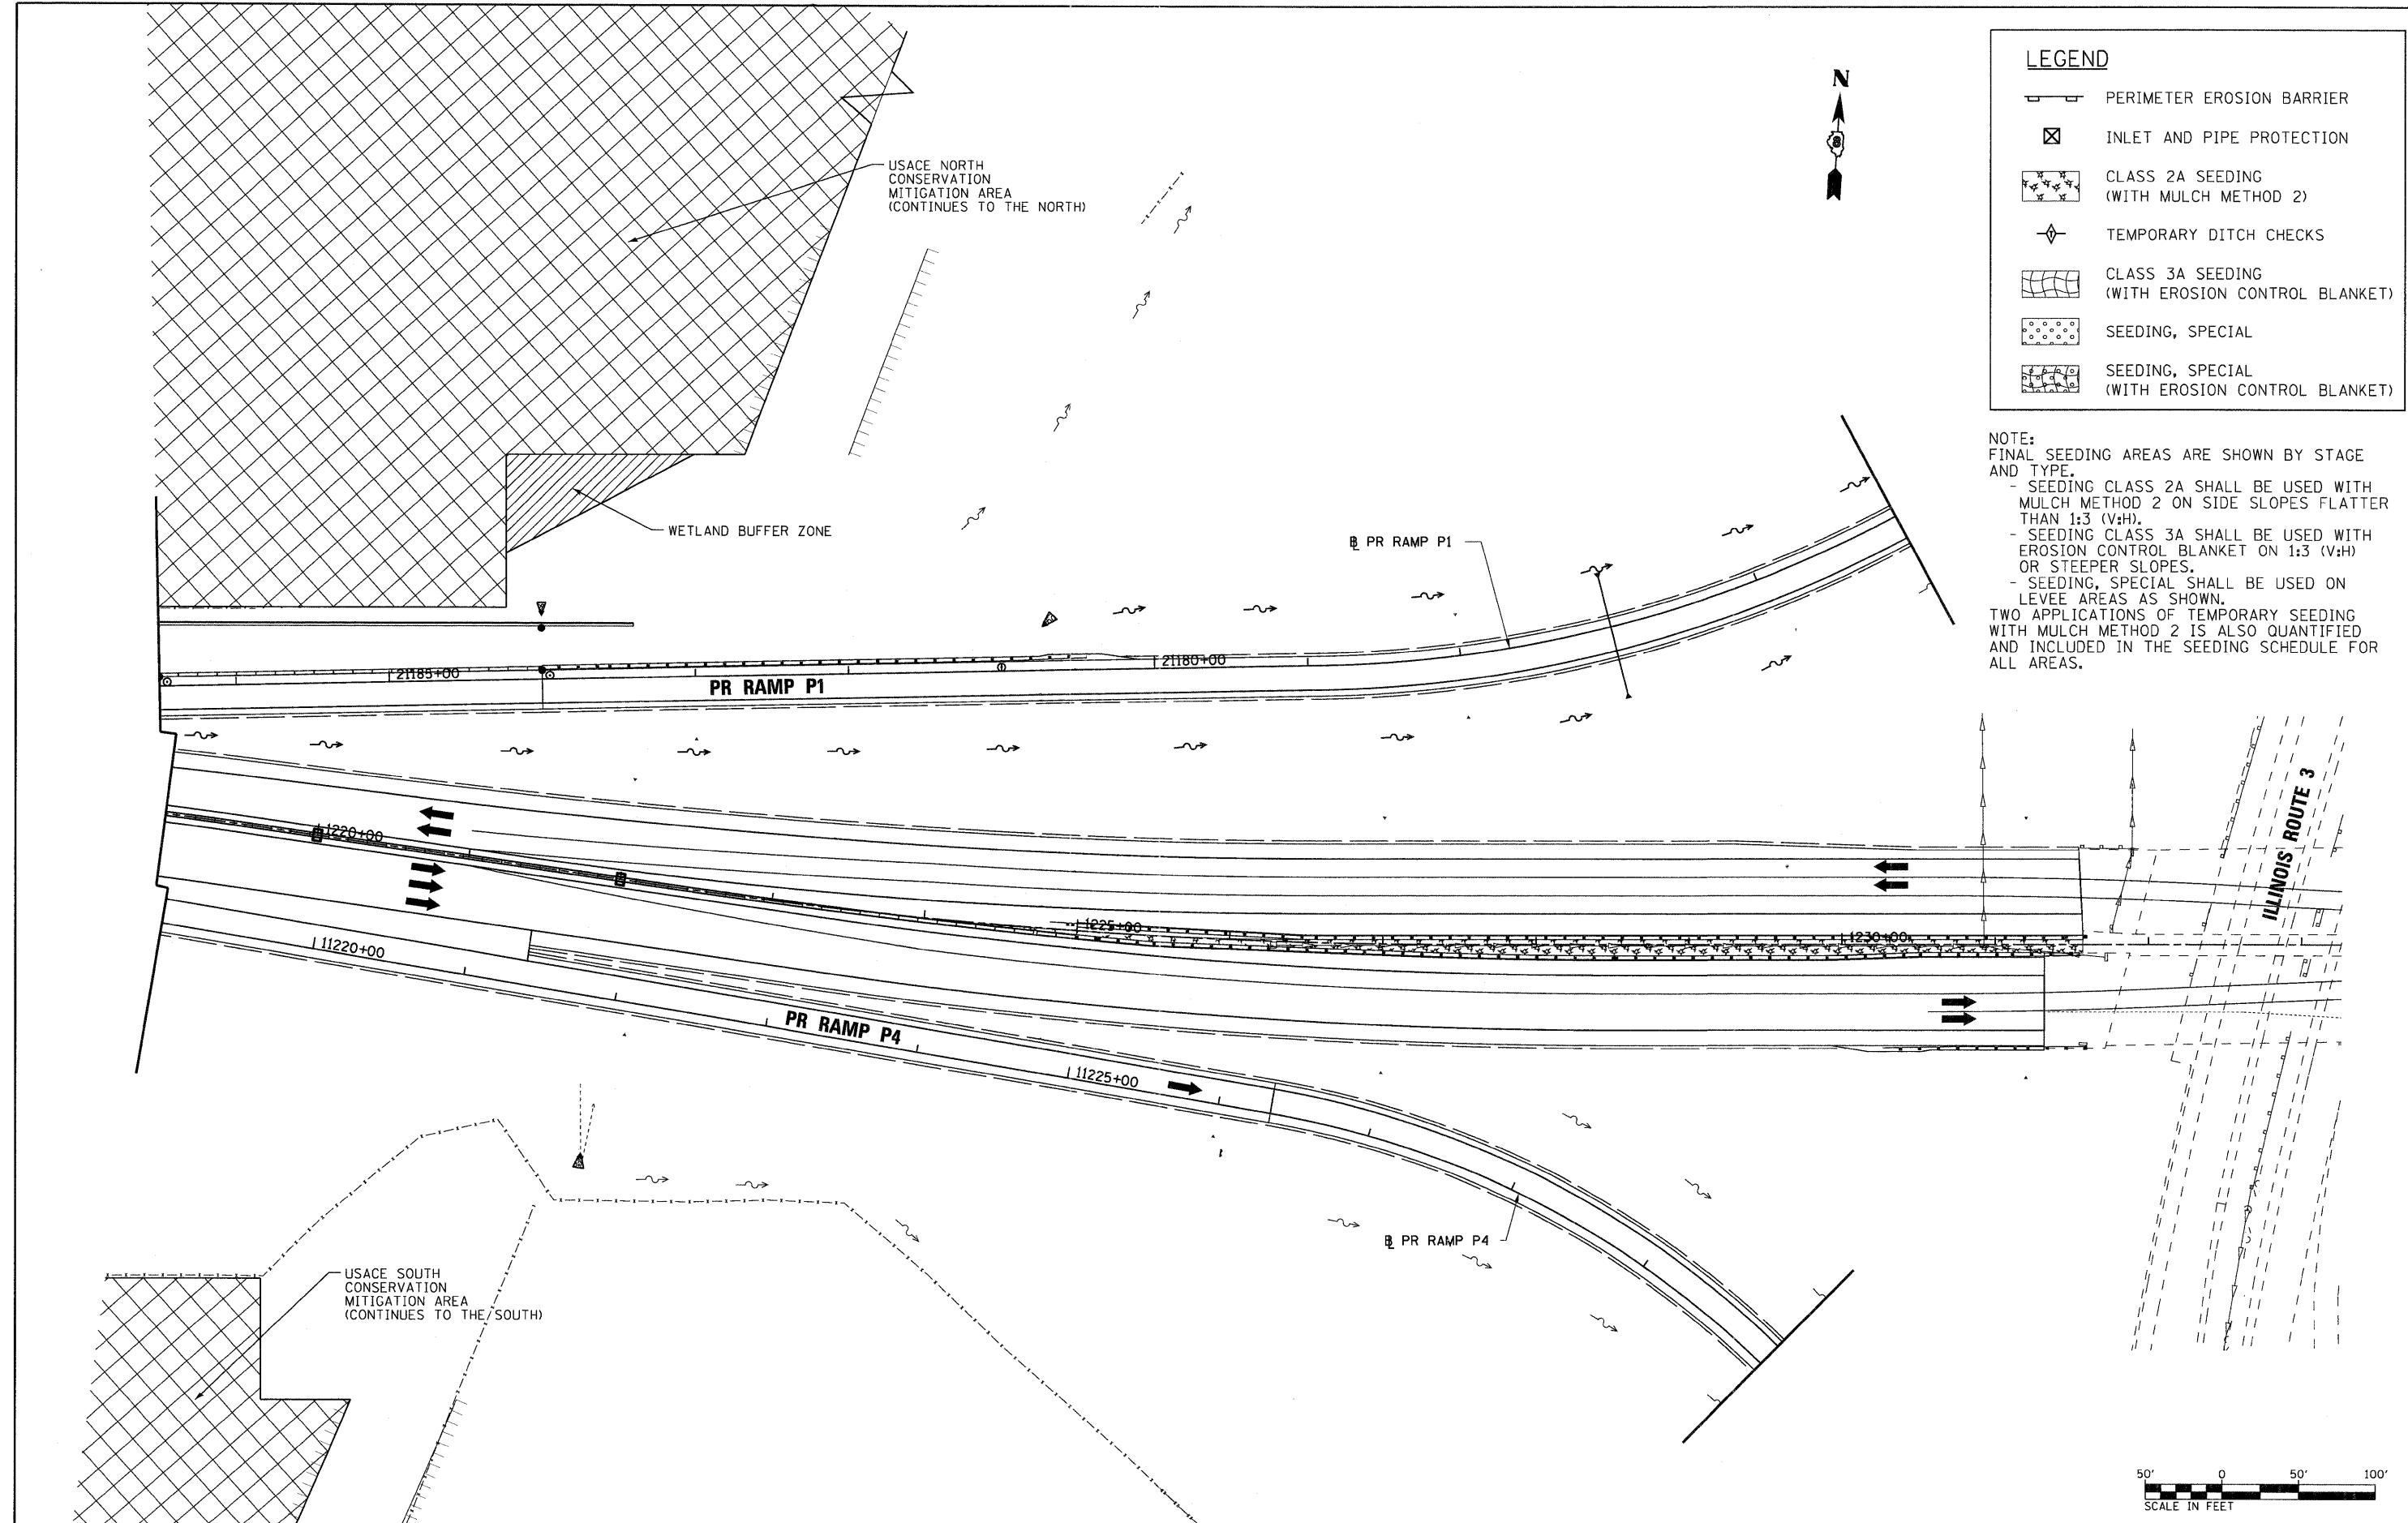 LEGEND
PERIMETER EROSION BARRIER
INLET AND PIPE PROTECTION
CLASS 2A SEEDING
(WITH MULCH METHOD 2)
TEMPORARY DITCH CHECKS
CLASS 3A SEEDING
(WITH EROSION CONTROL BLANKET)
SEEDING, SPECIAL
SEEDING, SPECIAL
(WITH EROSION CONTROL BLANKET)
N
NOTE:
FINAL SEEDING AREAS ARE SHOWN BY STAGE
AND TYPE.
- SEEDING CLASS 2A SHALL BE USED WITH
MULCH METHOD 2 ON SIDE SLOPES FLATTER
THAN 1:3 (V:H).
- SEEDING CLASS 3A SHALL BE USED WITH
EROSION CONTROL BLANKET ON 1:3 (V:H)
OR STEEPER SLOPES.
- SEEDING, SPECIAL SHALL BE USED ON
LEVEE AREAS AS SHOWN.
TWO APPLICATIONS OF TEMPORARY SEEDING
WITH MULCH METHOD 2 IS ALSO QUANTIFIED
AND INCLUDED IN THE SEEDING SCHEDULE FOR
ALL AREAS.
USACE NORTH
CONSERVATION
MITIGATION AREA
(CONTINUES TO THE NORTH)
WETLAND BUFFER ZONE
BL PR RAMP P1
21185+00
21180+00
PR RAMP P1
1220+00
1225+00
1230+00
ILLINOIS ROUTE 3
11220+00
PR RAMP P4
11225+00
BL PR RAMP P4
USACE SOUTH
CONSERVATION
MITIGATION AREA
(CONTINUES TO THE SOUTH)
50' 0 50' 100'
SCALE IN FEET